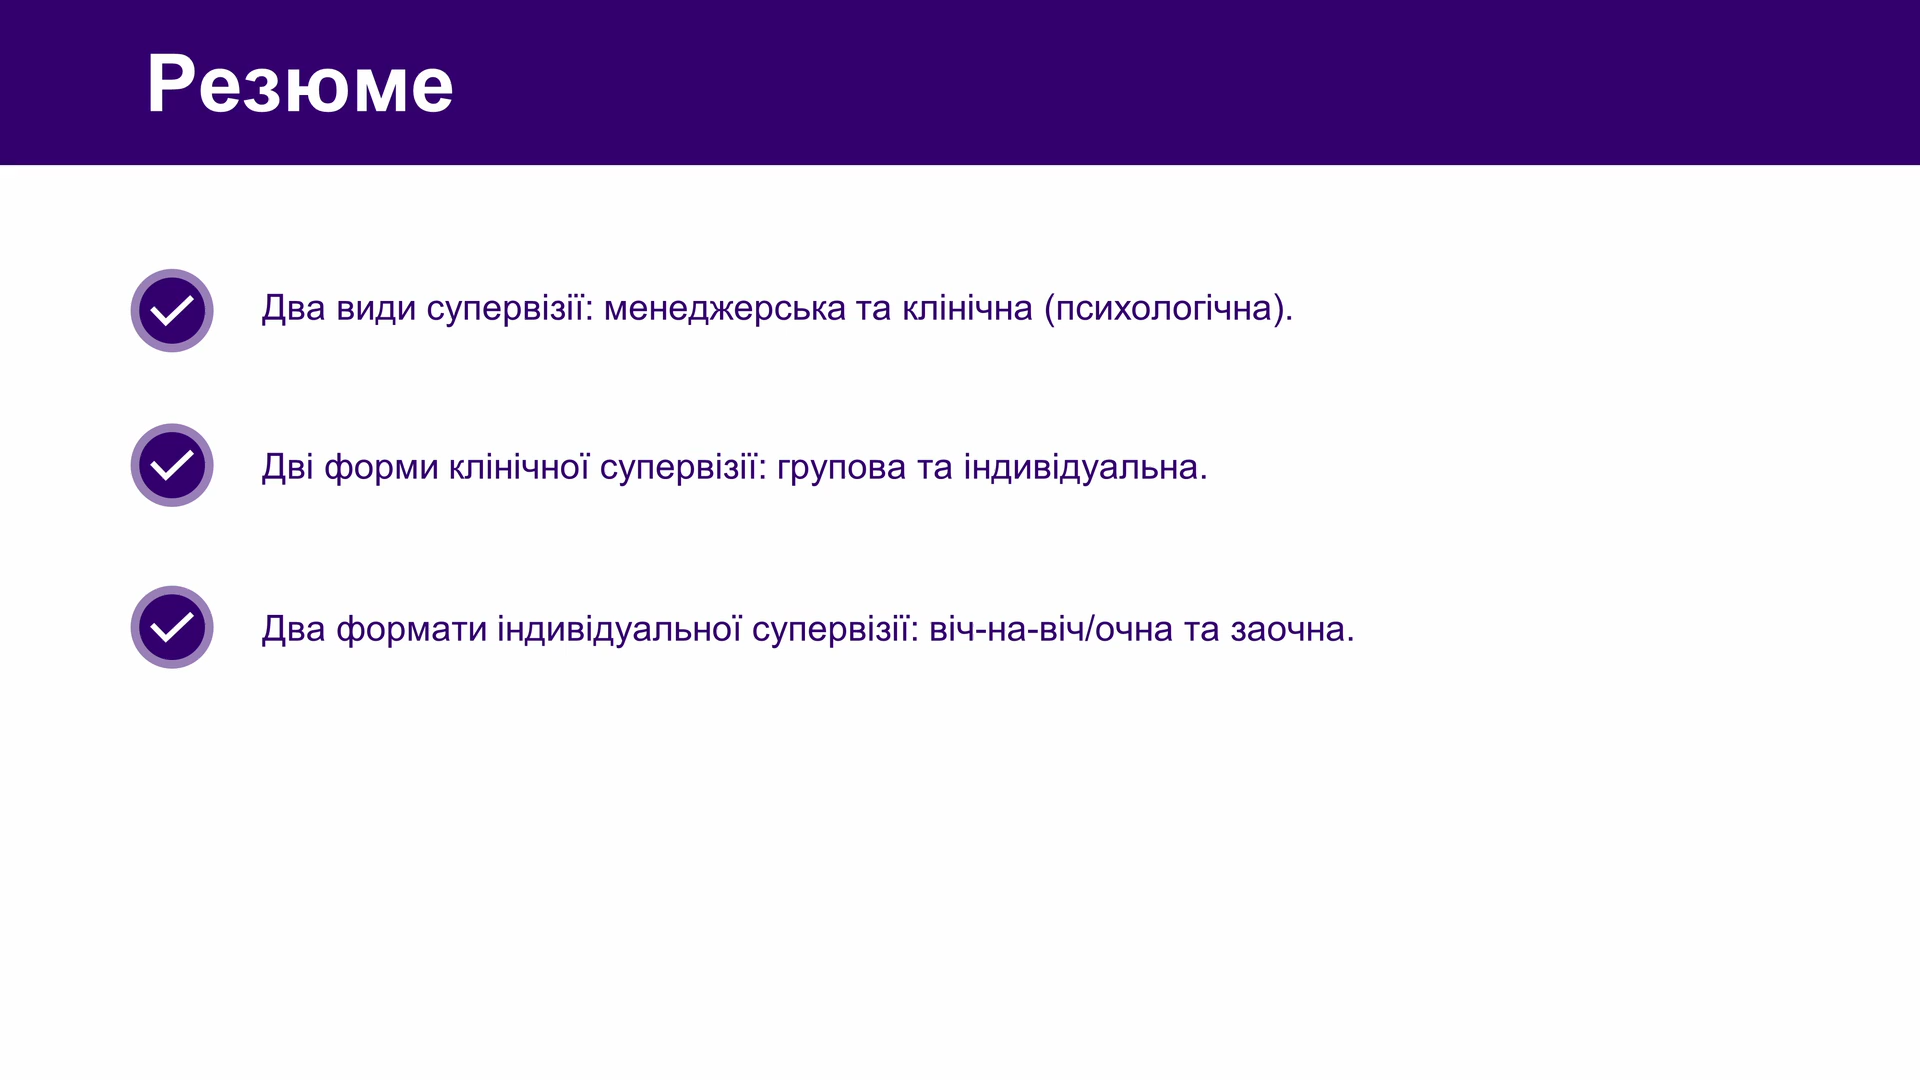 Резюме
Два види супервізії: менеджерська та клінічна (психологічна).
Дві форми клінічної супервізії: групова та індивідуальна.
Два формати індивідуальної супервізії: віч-на-віч/очна та заочна.